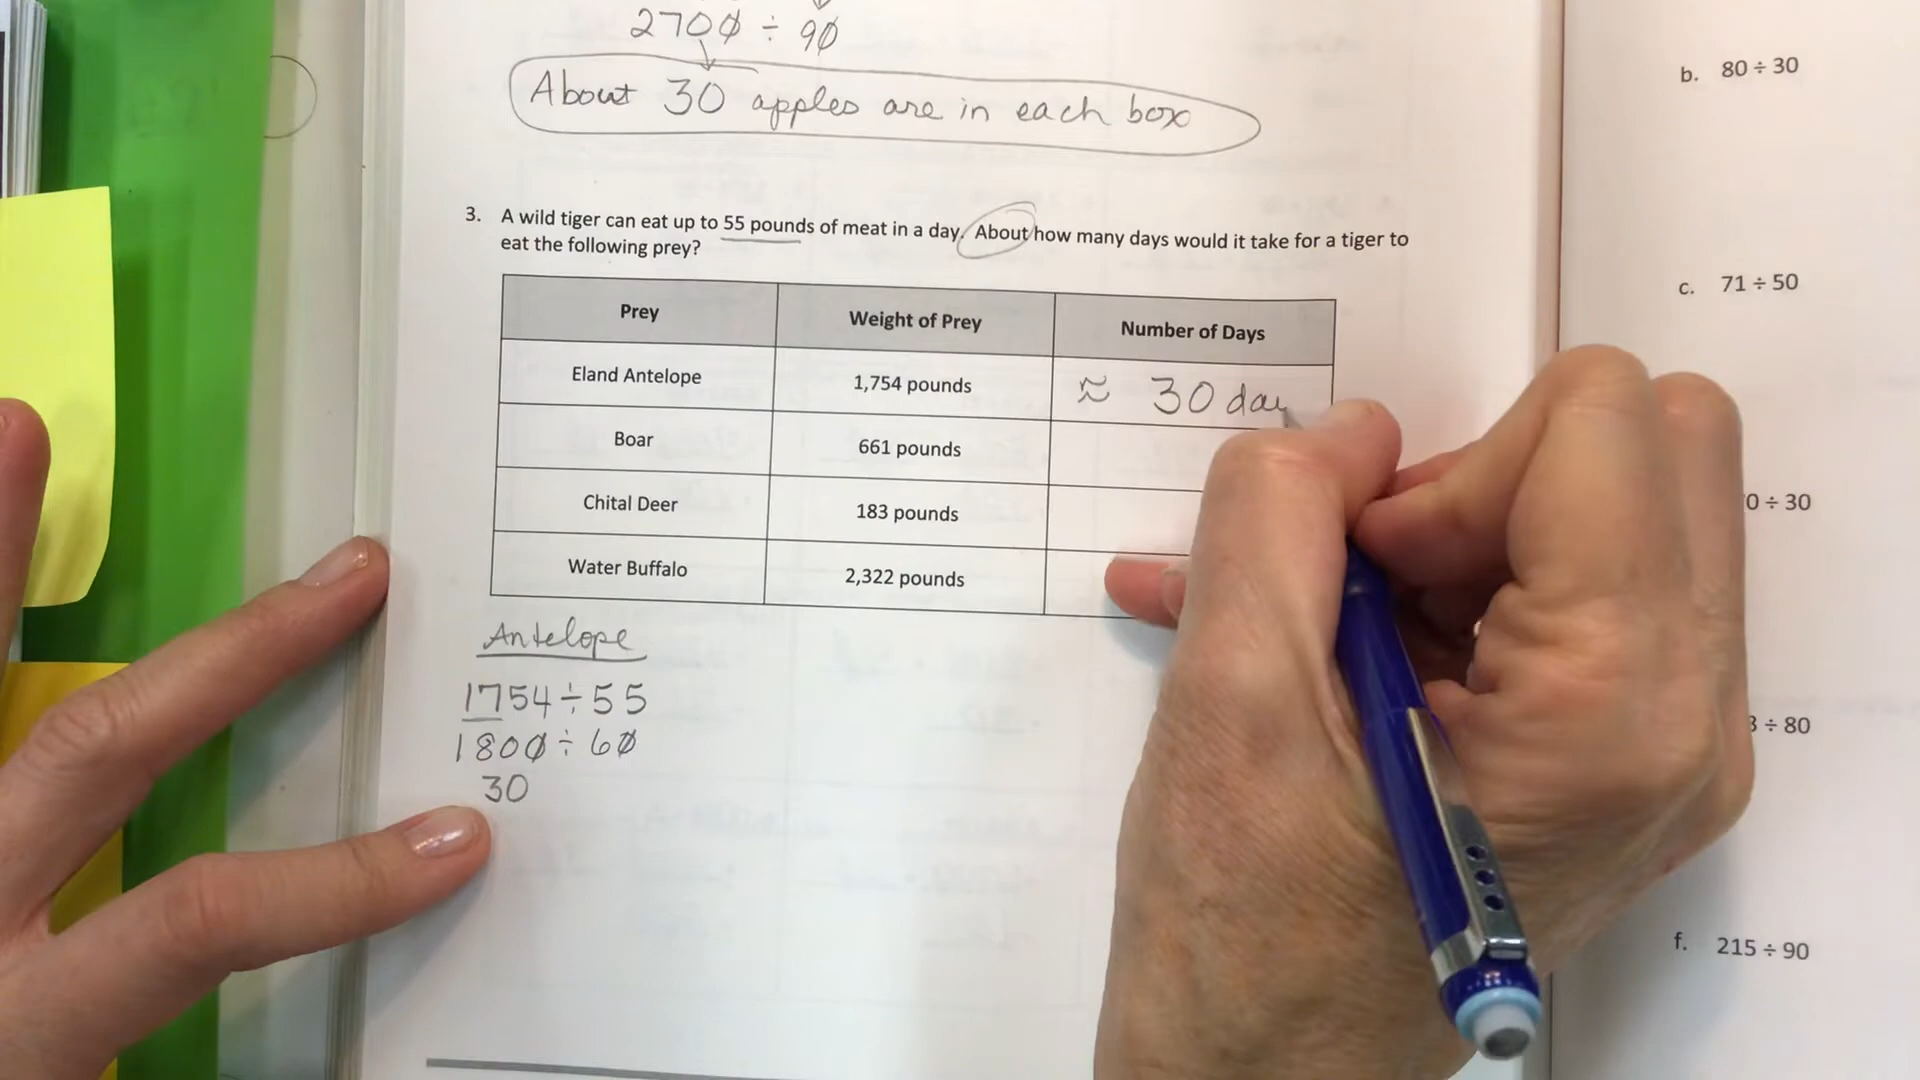 2700 ÷ 90
About 30 apples are in each box
3. A wild tiger can eat up to 55 pounds of meat in a day. About how many days would it take for a tiger to
eat the following prey?
Prey Weight of Prey Number of Days
Eland Antelope 1,754 pounds ≈ 30 day
Boar 661 pounds
Chital Deer 183 pounds
Water Buffalo 2,322 pounds
Antelope
1754 ÷ 55
1800 ÷ 60
30
b. 80 ÷ 30
c. 71 ÷ 50
0 ÷ 30
÷ 80
f. 215 ÷ 90